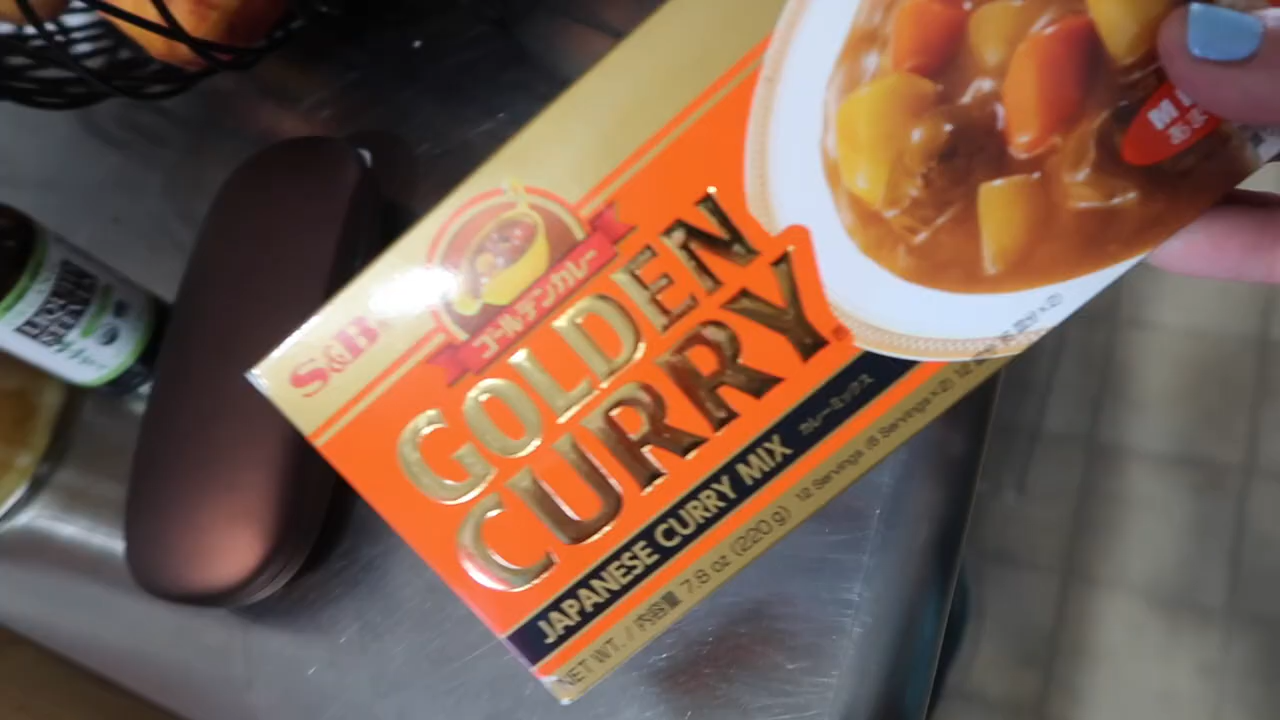 S&B
ゴールデンカレー
GOLDEN
CURRY
JAPANESE CURRY MIX カレーミックス
NET WT. / 内容量 7.8 oz (220 g) 12 Servings (6 Servings ×2)